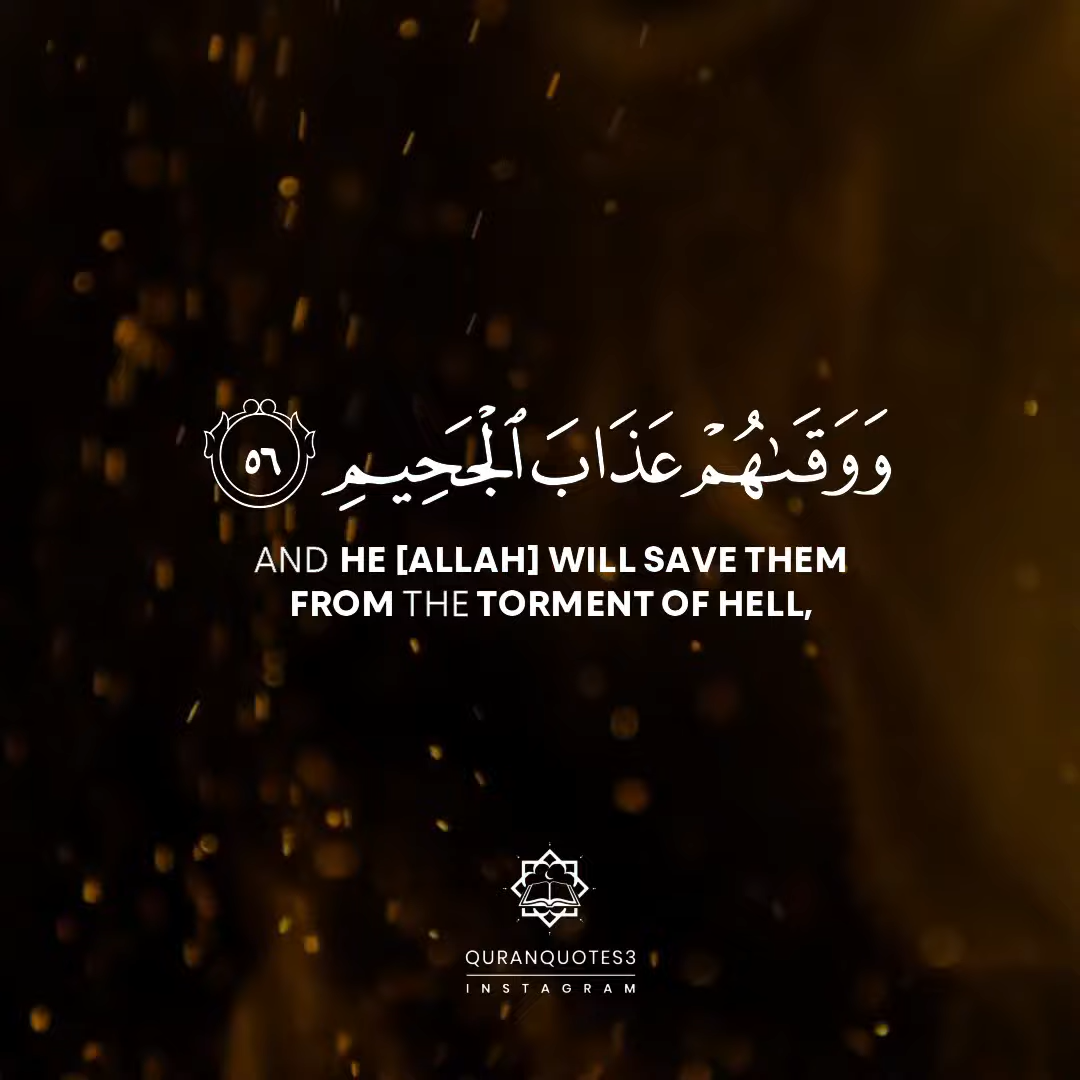 وَوَقَىٰهُمْ عَذَابَ ٱلْجَحِيمِ ٥٦
AND HE [ALLAH] WILL SAVE THEM
FROM THE TORMENT OF HELL,
QURANQUOTES3
INSTAGRAM